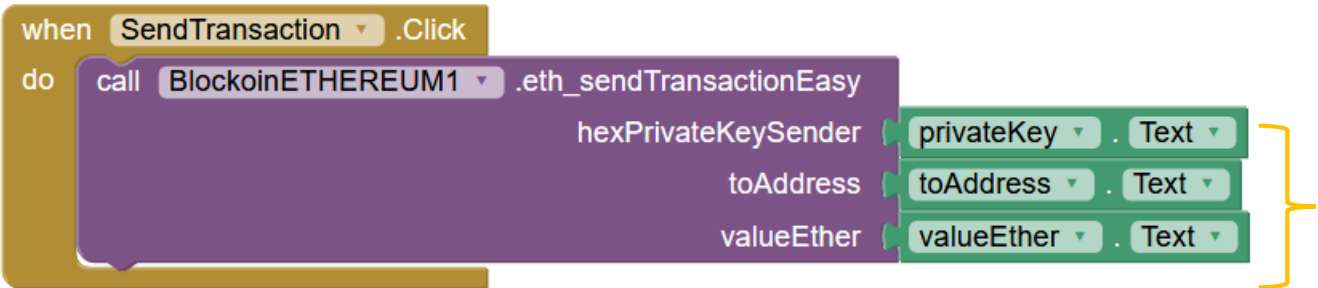 when SendTransaction .Click
do call BlockoinETHEREUM1 .eth_sendTransactionEasy
hexPrivateKeySender privateKey . Text
toAddress toAddress . Text
valueEther valueEther . Text